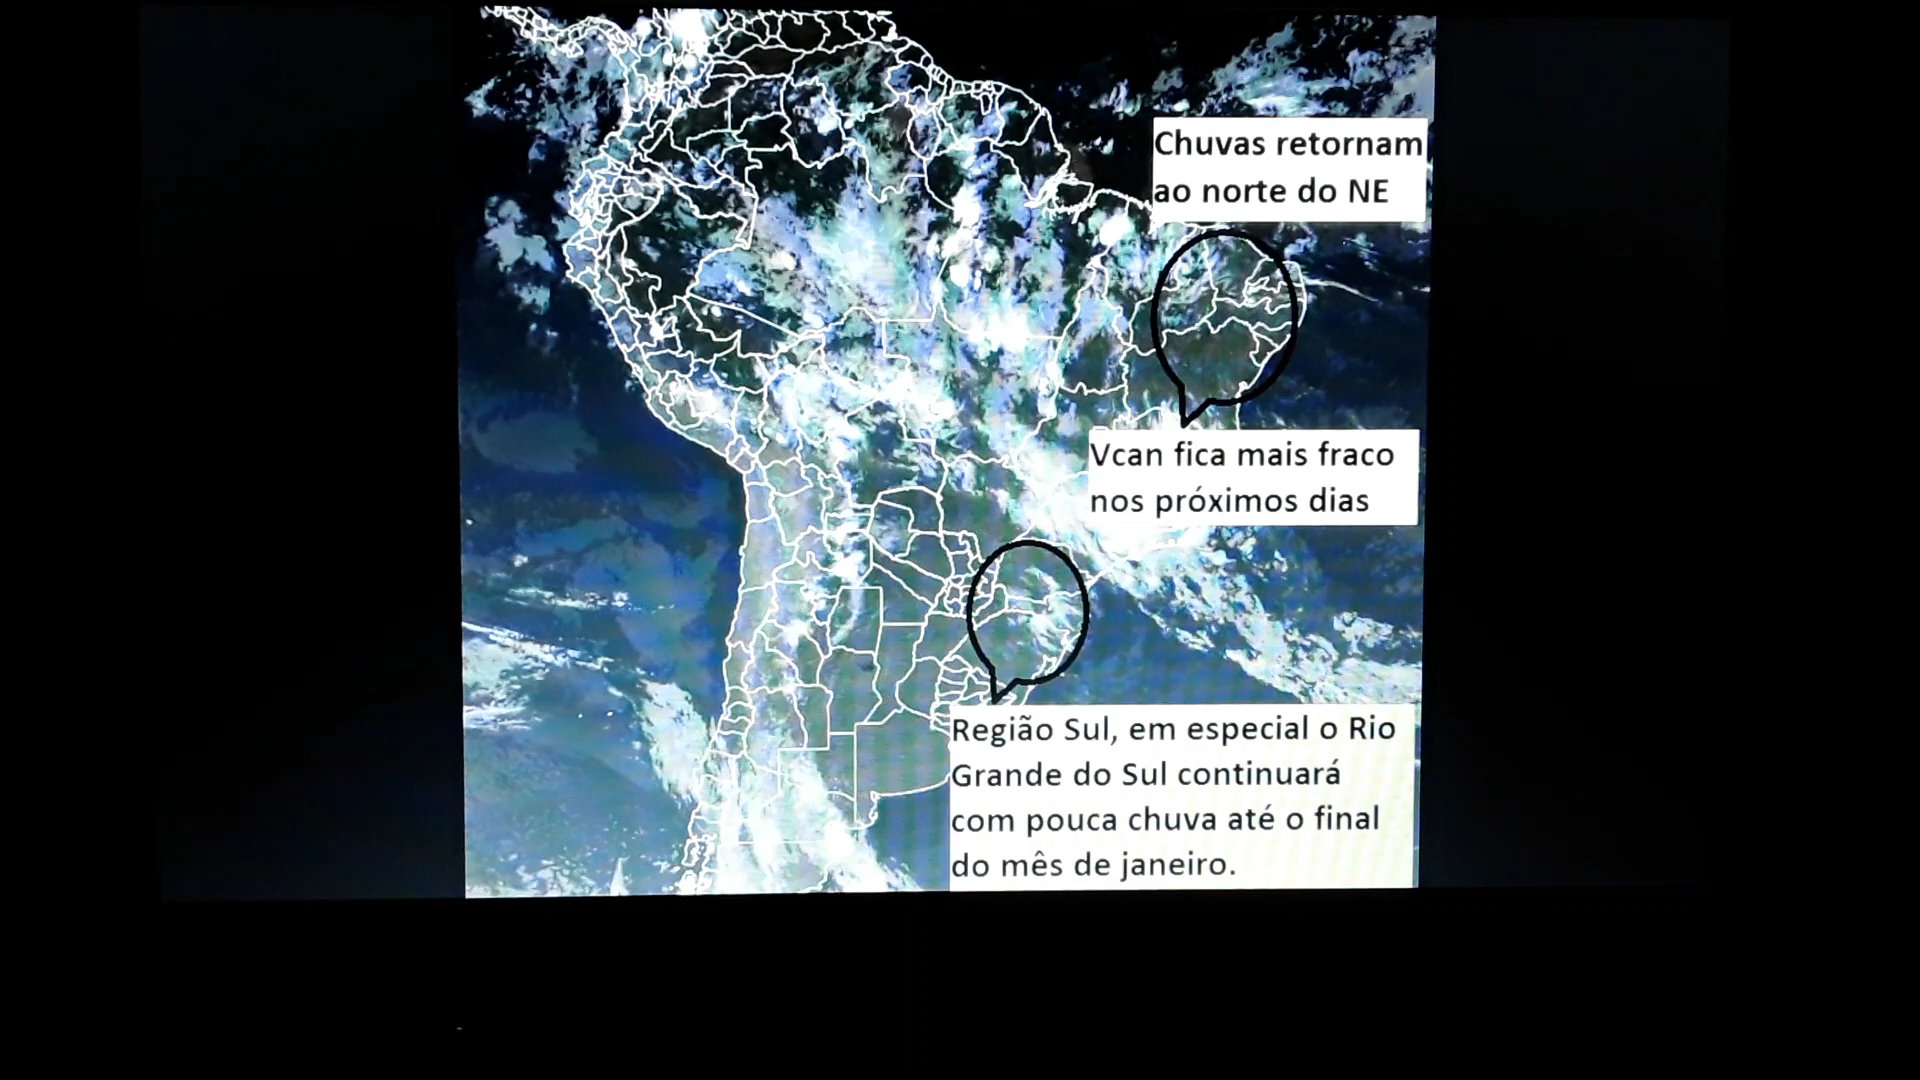 Chuvas retornam
ao norte do NE
Vcan fica mais fraco
nos próximos dias
Região Sul, em especial o Rio
Grande do Sul continuará
com pouca chuva até o final
do mês de janeiro.